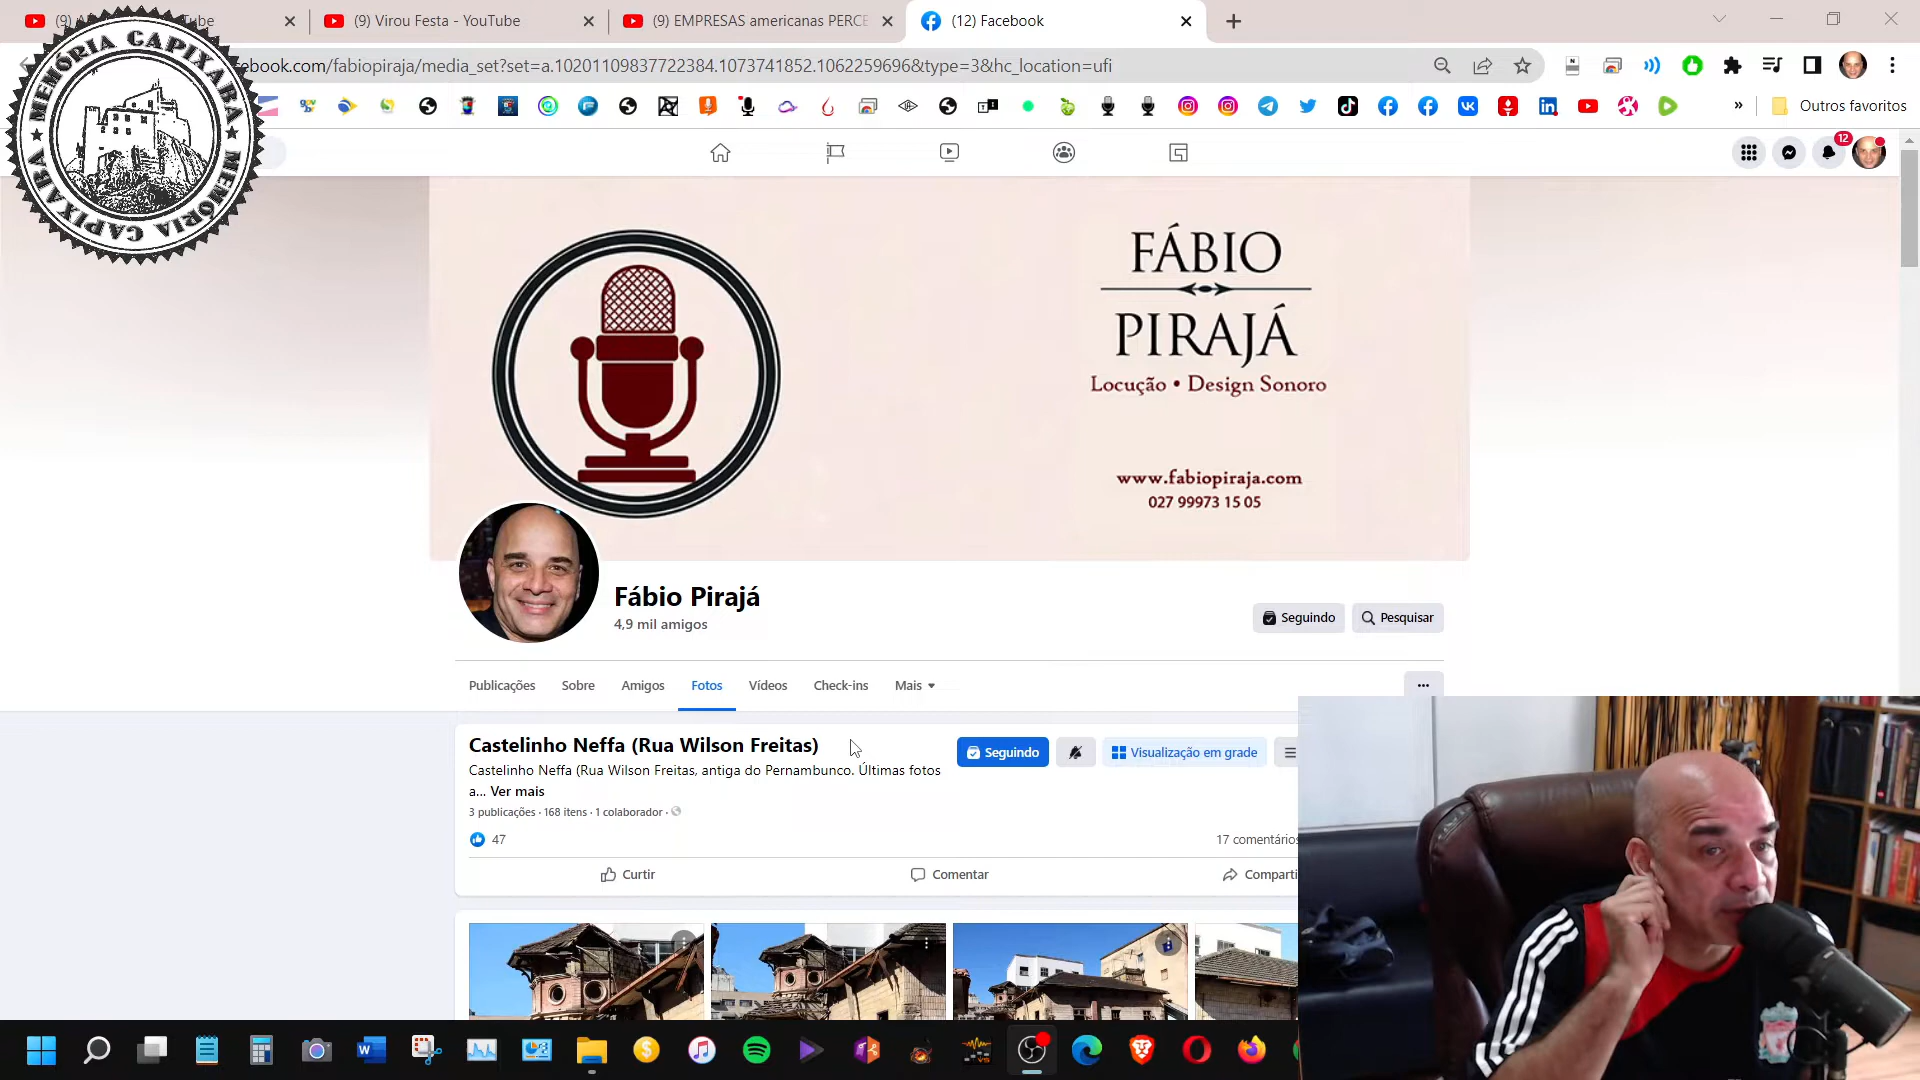 (9) A
Tube
(9) Virou Festa - YouTube
(9) EMPRESAS americanas PERCE
(12) Facebook
ebook.com/fabiopiraja/media_set?set=a.10201109837722384.1073741852.1062259696&type=3&hc_location=ufi
» Outros favoritos
MEMÓRIA CAPIXABA ★ MEMÓRIA CAPIXABA ★
12
FÁBIO
PIRAJÁ
Locução • Design Sonoro
www.fabiopiraja.com
027 99973 15 05
Fábio Pirajá
4,9 mil amigos
Seguindo
Pesquisar
Publicações
Sobre
Amigos
Fotos
Vídeos
Check-ins
Mais
...
Castelinho Neffa (Rua Wilson Freitas)
Seguindo
Visualização em grade
Castelinho Neffa (Rua Wilson Freitas, antiga do Pernambuco. Últimas fotos
a... Ver mais
3 publicações · 168 itens · 1 colaborador ·
47
17 comentários
Curtir
Comentar
Comparti